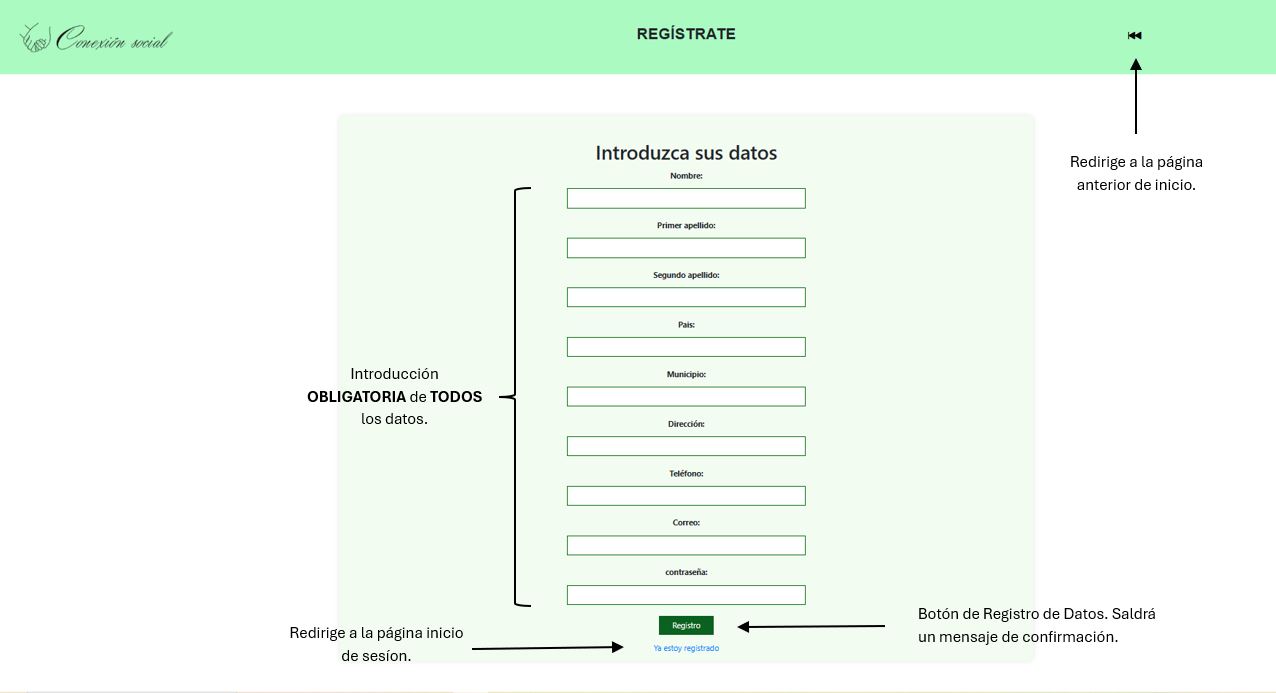 Conexión social
REGÍSTRATE
Redirige a la página
anterior de inicio.
Introduzca sus datos
Nombre:
Primer apellido:
Segundo apellido:
Pais:
Municipio:
Introducción
OBLIGATORIA de TODOS
los datos.
Dirección:
Teléfono:
Correo:
contraseña:
Registro
Botón de Registro de Datos. Saldrá
un mensaje de confirmación.
Redirige a la página inicio
de sesíon.
Ya estoy registrado